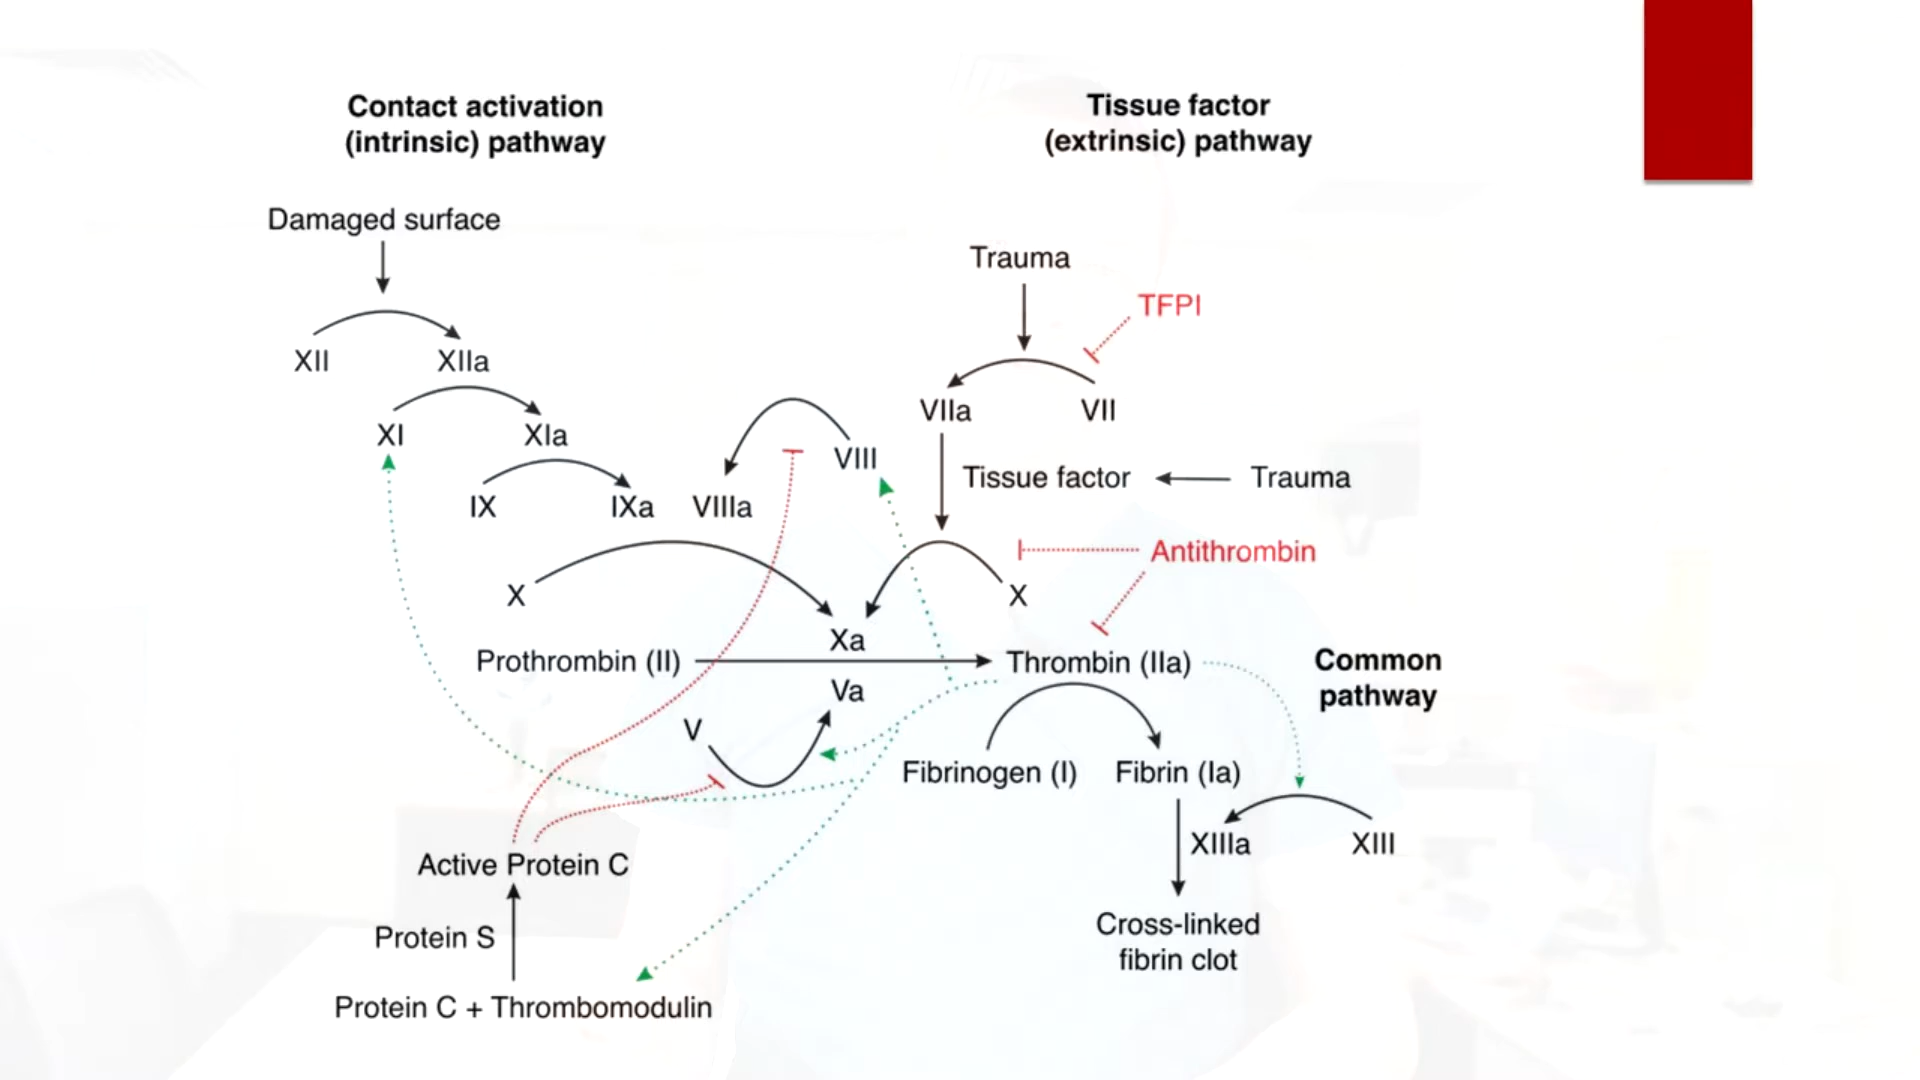 Contact activation
(intrinsic) pathway
Tissue factor
(extrinsic) pathway
Damaged surface
Trauma
TFPI
XII
XIIa
VIIa
VII
XI
XIa
VIII
Tissue factor
Trauma
IX
IXa
VIIIa
Antithrombin
X
X
Xa
Prothrombin (II)
Thrombin (IIa)
Common
pathway
Va
V
Fibrinogen (I)
Fibrin (Ia)
XIIIa
XIII
Active Protein C
Cross-linked
fibrin clot
Protein S
Protein C + Thrombomodulin